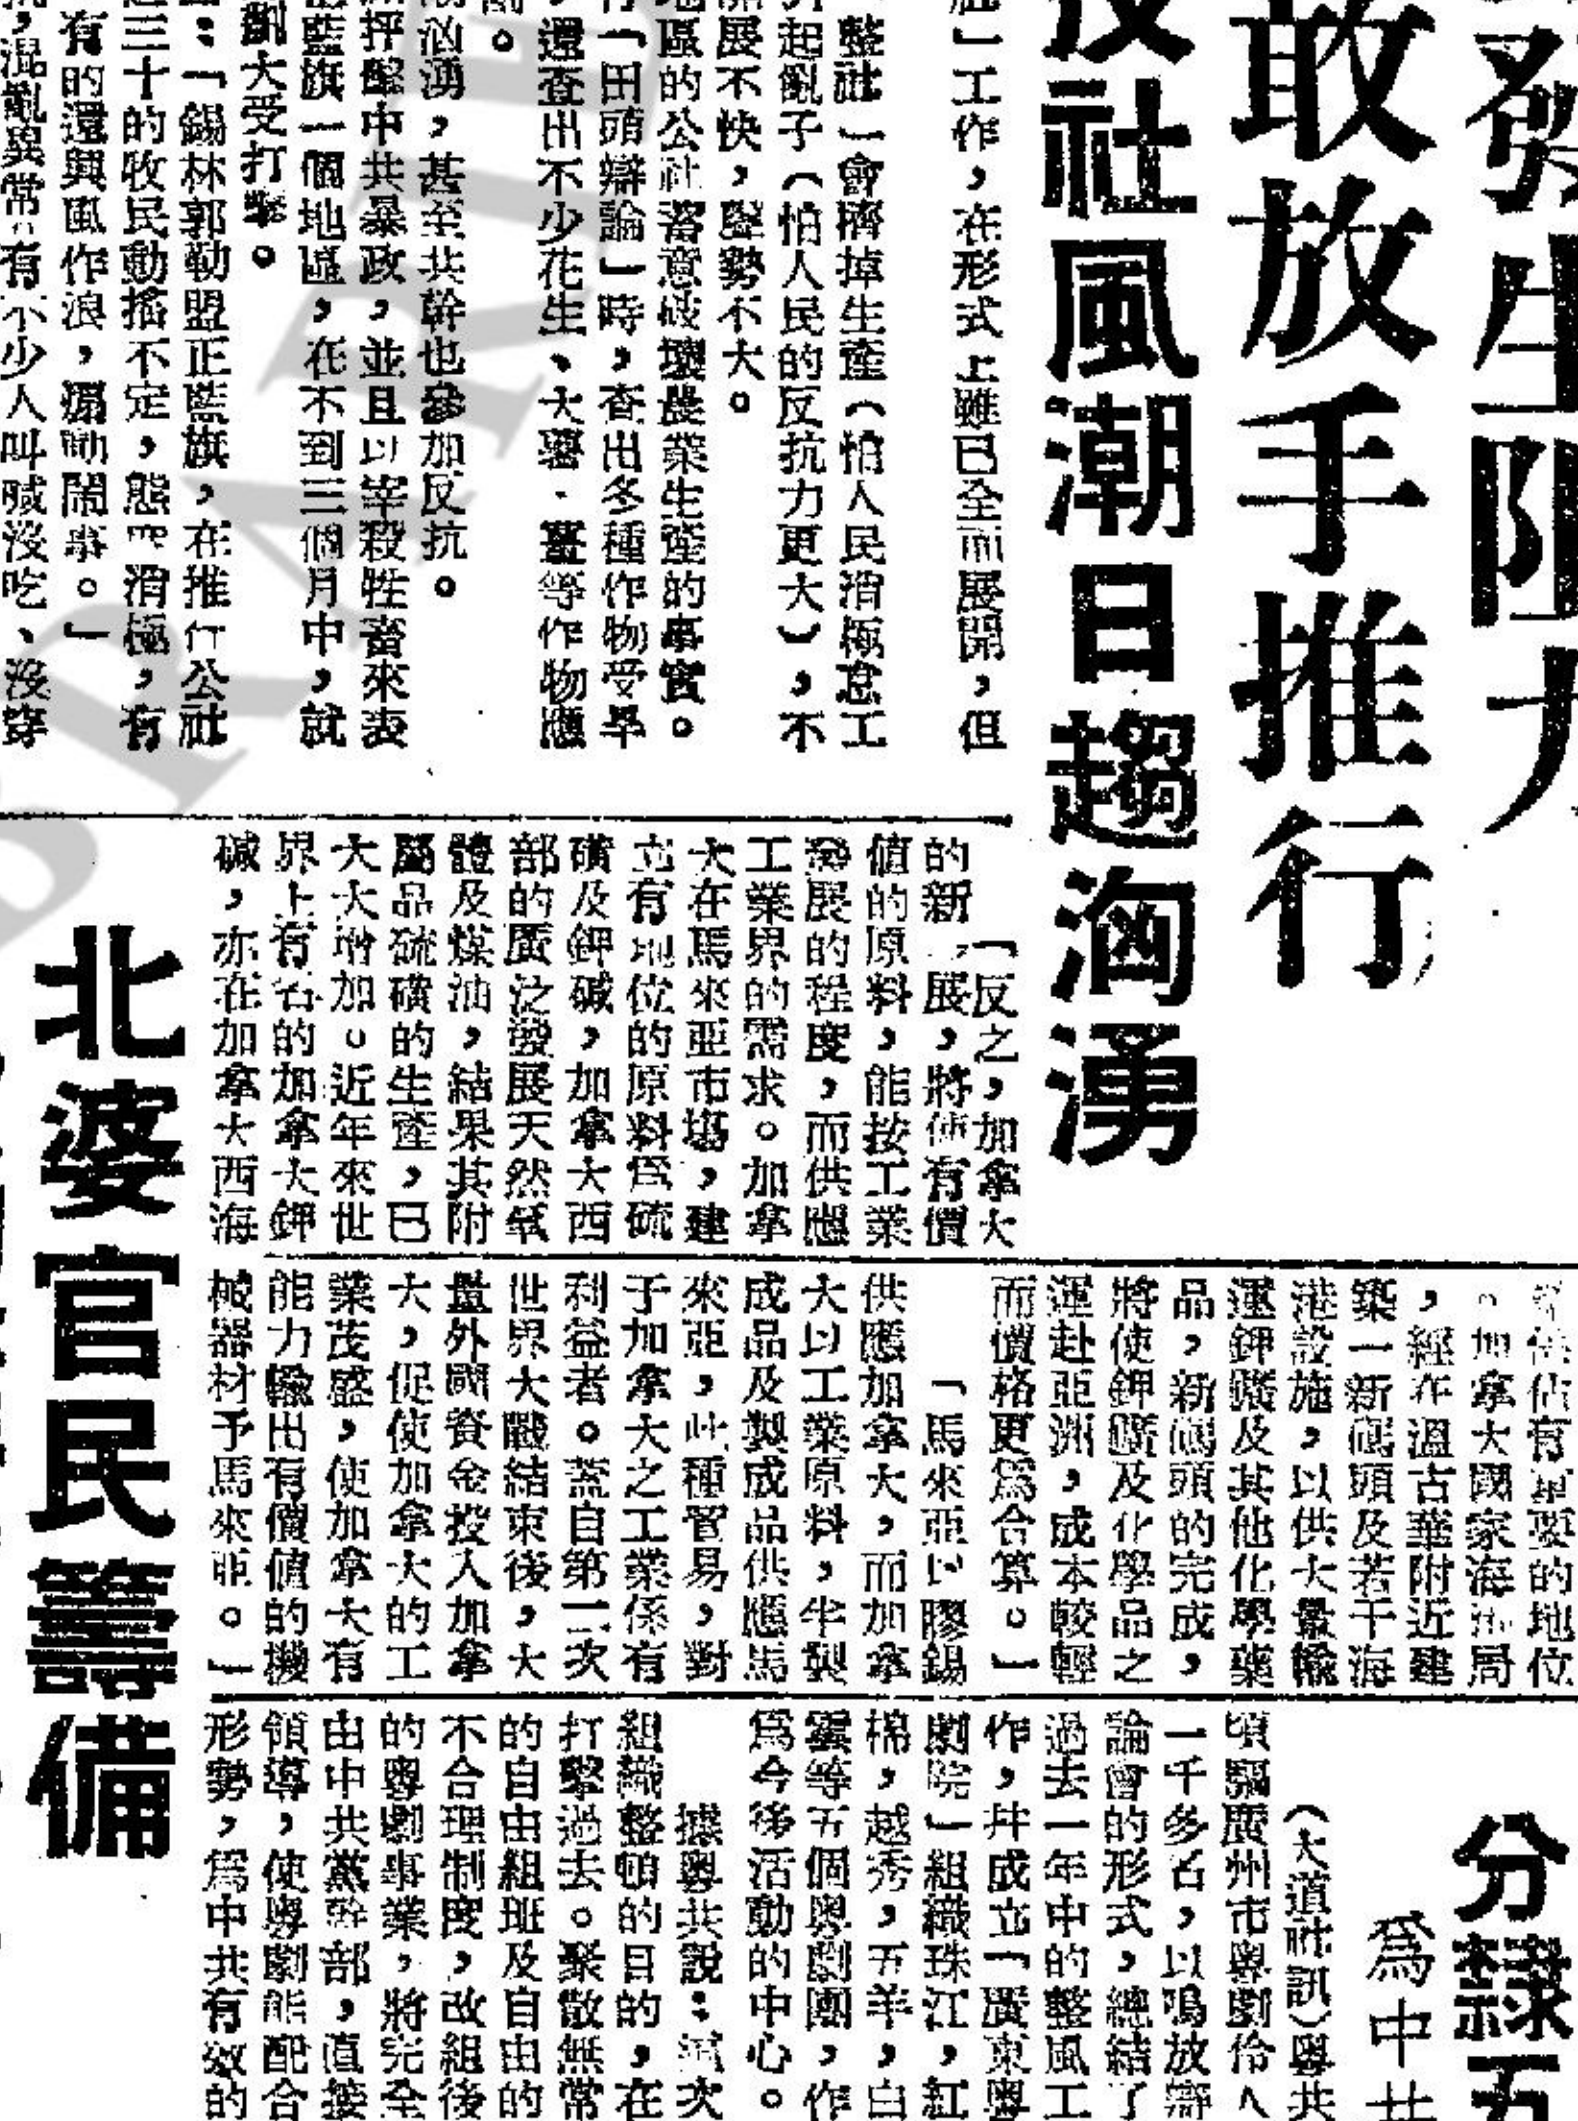 發生阻力
敢放手推行
反社風潮日趨洶湧
社」工作，在形式上雖已全面展開，但
整社」會擠掉生產（怕人民消極怠工
引起亂子（怕人民的反抗力更大），不
開展不快，聲勢不大。
地區的公社蓄意破壞農業生產的事實。
行「田頭辯論」時，查出多種作物受旱
，還查出不少花生、大薯、薑等作物應
潮洶湧，甚至共幹也參加反抗。
抨擊中共暴政，並且以宰殺牲畜來表
藍旗一個地區，在不到三個月中，就
劃大受打擊。
：「錫林郭勒盟正藍旗，在推行公社
三十的牧民動搖不定，態度消極，有
有的還興風作浪，煽動鬧事。」
，混亂異常。有不少人叫喊沒吃、沒穿
「反之，加拿大
的新發展，將使有價
值的原料，能按工業
發展的程度，而供應
工業界的需求。加拿
大在馬來亞市場，建
立有地位的原料為硫
磺及鉀碱，加拿大西
部的廣泛發展天然氣
體及煤油，結果其附
屬品硫磺的生產，已
大大增加。近年來世
界上有名的加拿大鉀
碱，亦在加拿大西海
佔有重要的地位
。加拿大國家海港局
，經在溫古華附近建
築一新碼頭及若干海
港設施，以供大量輸
運鉀礦及其他化學藥
品，新碼頭的完成，
將使鉀礦及化學品之
運赴亞洲，成本較輕
而價格更為合算。」
「馬來亞以膠錫
供應加拿大，而加拿
大以工業原料，半製
成品及製成品供應馬
來亞，此種貿易，對
于加拿大之工業係有
利益者。蓋自第二次
世界大戰結束後，大
量外國資金投入加拿
大，促使加拿大的工
業茂盛，使加拿大有
能力輸出有價值的機
械器材予馬來亞。」
北婆官民籌備
分隸五
為中共
（大道社訊）粵共
頃驅廣州市粵劇伶人
一千多名，以鳴放辯
論會的形式，總結了
過去一年中的整風工
作，并成立「廣東粵
劇院」組織珠江，紅
棉，越秀，五羊，白
雲等五個粵劇團，作
為今後活動的中心。
據粵共說：這次
組織整頓的目的，在
打擊過去。聚散無常
的自由組班及自由的
不合理制度，改組後
的粵劇事業，將完全
由中共黨幹部，直接
領導，使粵劇能配合
形勢，為中共有效的